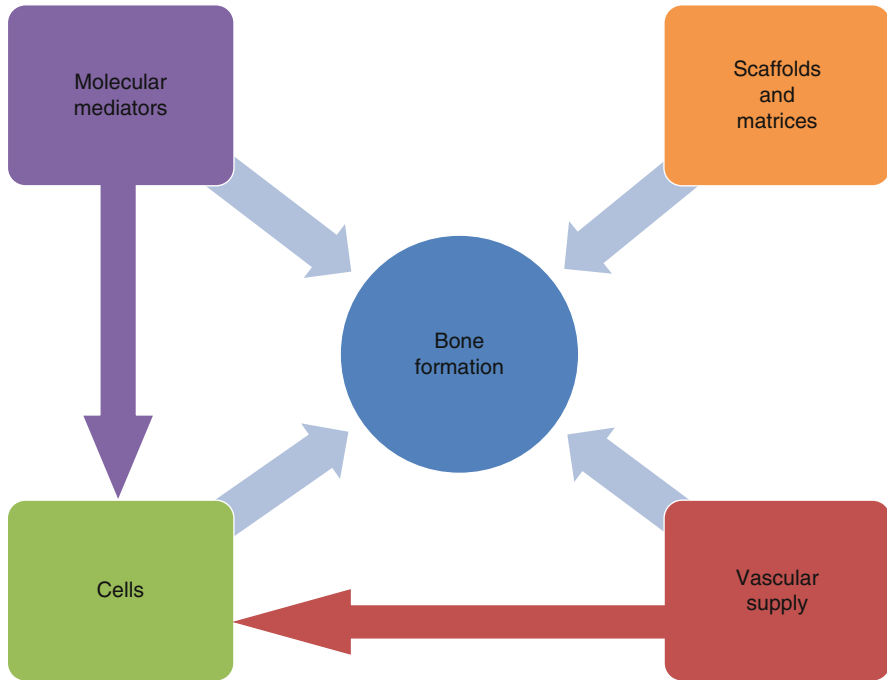 Molecular
mediators
Scaffolds
and
matrices
Bone
formation
Cells
Vascular
supply